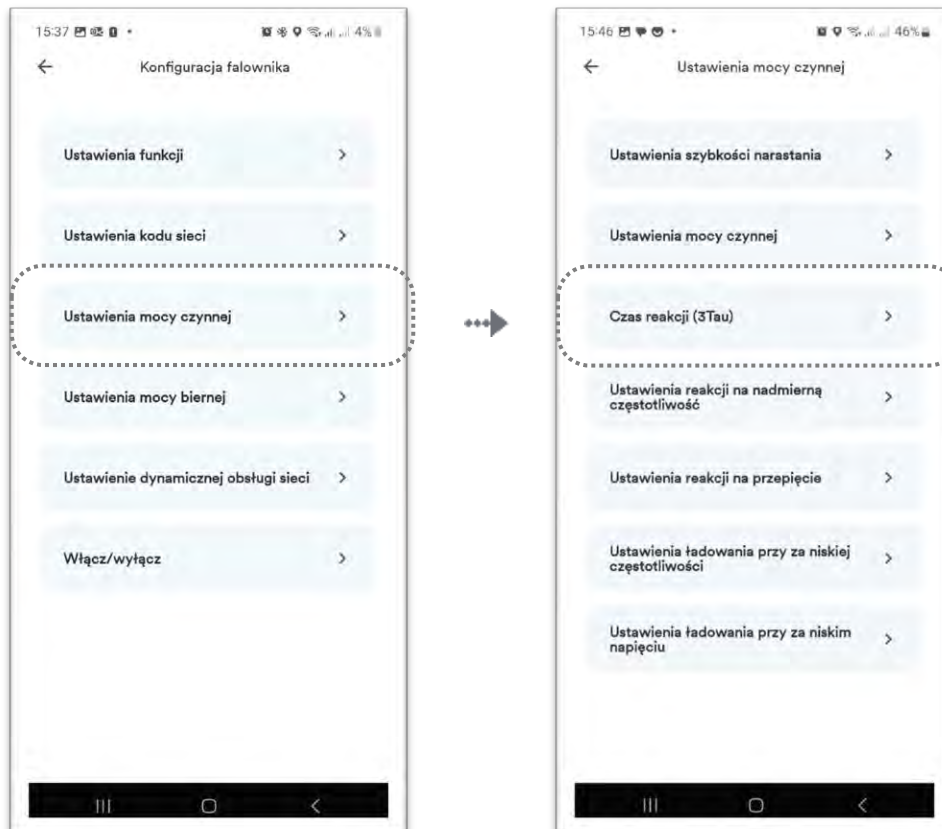 15:37
4%
Konfiguracja falownika
Ustawienia funkcji
Ustawienia kodu sieci
Ustawienia mocy czynnej
Ustawienia mocy biernej
Ustawienie dynamicznej obsługi sieci
Włącz/wyłącz
15:46
46%
Ustawienia mocy czynnej
Ustawienia szybkości narastania
Ustawienia mocy czynnej
Czas reakcji (3Tau)
Ustawienia reakcji na nadmierną
częstotliwość
Ustawienia reakcji na przepięcie
Ustawienia ładowania przy za niskiej
częstotliwości
Ustawienia ładowania przy za niskim
napięciu